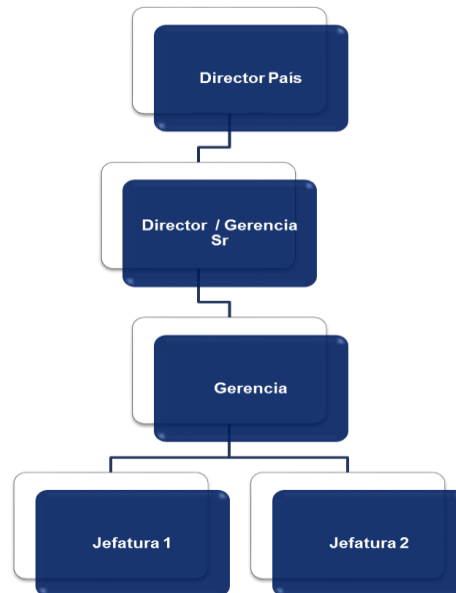 Director País
Director / Gerencia
Sr
Gerencia
Jefatura 1
Jefatura 2